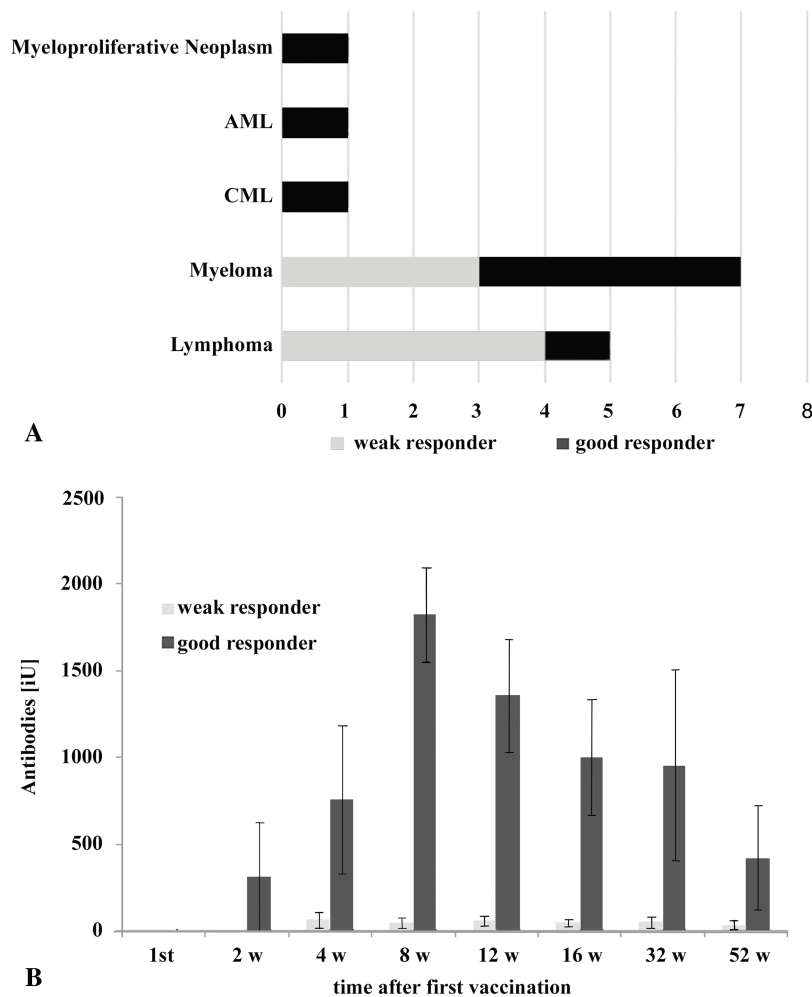 Myeloproliferative Neoplasm
AML
CML
Myeloma
Lymphoma
0 1 2 3 4 5 6 7 8
A
weak responder good responder
2500
2000
1500
1000
500
0
Antibodies [iU]
weak responder
good responder
1st 2 w 4 w 8 w 12 w 16 w 32 w 52 w
B
time after first vaccination